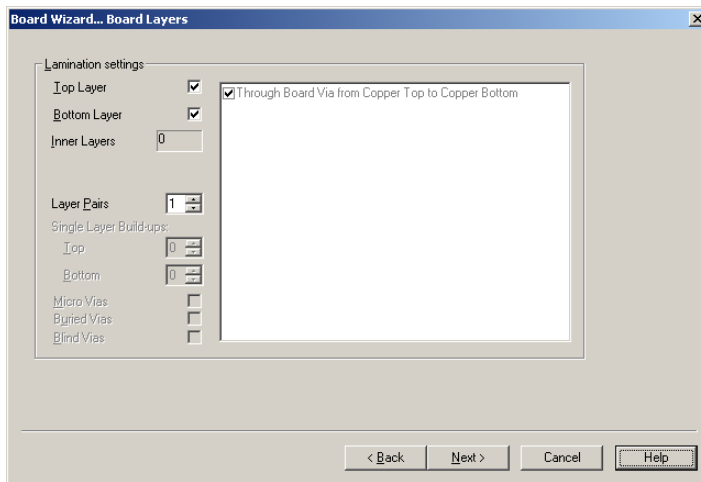 Board Wizard... Board Layers
Lamination settings
Top Layer
Through Board Via from Copper Top to Copper Bottom
Bottom Layer
Inner Layers 0
Layer Pairs 1
Single Layer Build-ups:
Top 0
Bottom 0
Micro Vias
Buried Vias
Blind Vias
< Back Next > Cancel Help